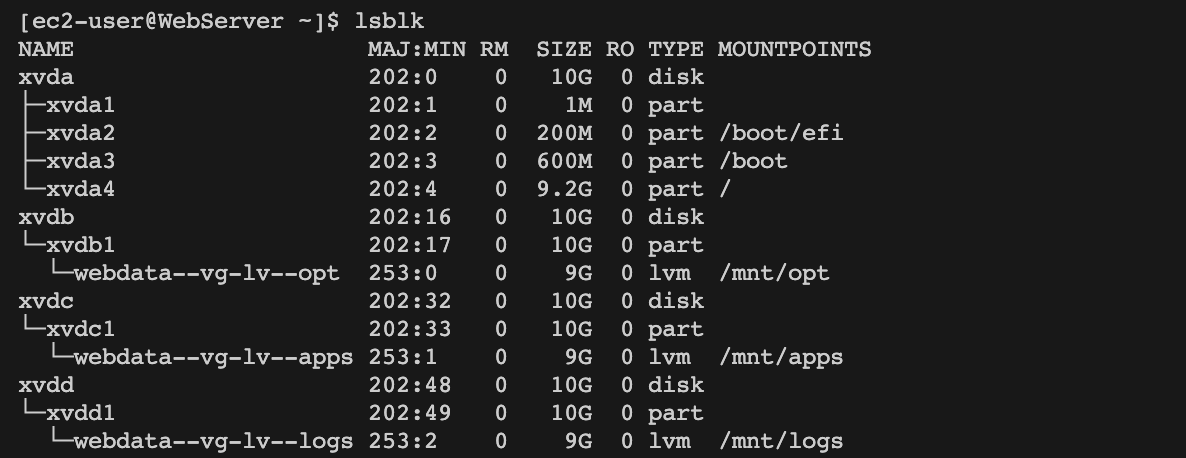 [ec2-user@WebServer ~]$ lsblk
NAME                     MAJ:MIN RM  SIZE RO TYPE MOUNTPOINTS
xvda                     202:0    0   10G  0 disk
├─xvda1                  202:1    0    1M  0 part
├─xvda2                  202:2    0  200M  0 part /boot/efi
├─xvda3                  202:3    0  600M  0 part /boot
└─xvda4                  202:4    0  9.2G  0 part /
xvdb                     202:16   0   10G  0 disk
└─xvdb1                  202:17   0   10G  0 part
  └─webdata--vg-lv--opt  253:0    0    9G  0 lvm  /mnt/opt
xvdc                     202:32   0   10G  0 disk
└─xvdc1                  202:33   0   10G  0 part
  └─webdata--vg-lv--apps 253:1    0    9G  0 lvm  /mnt/apps
xvdd                     202:48   0   10G  0 disk
└─xvdd1                  202:49   0   10G  0 part
  └─webdata--vg-lv--logs 253:2    0    9G  0 lvm  /mnt/logs